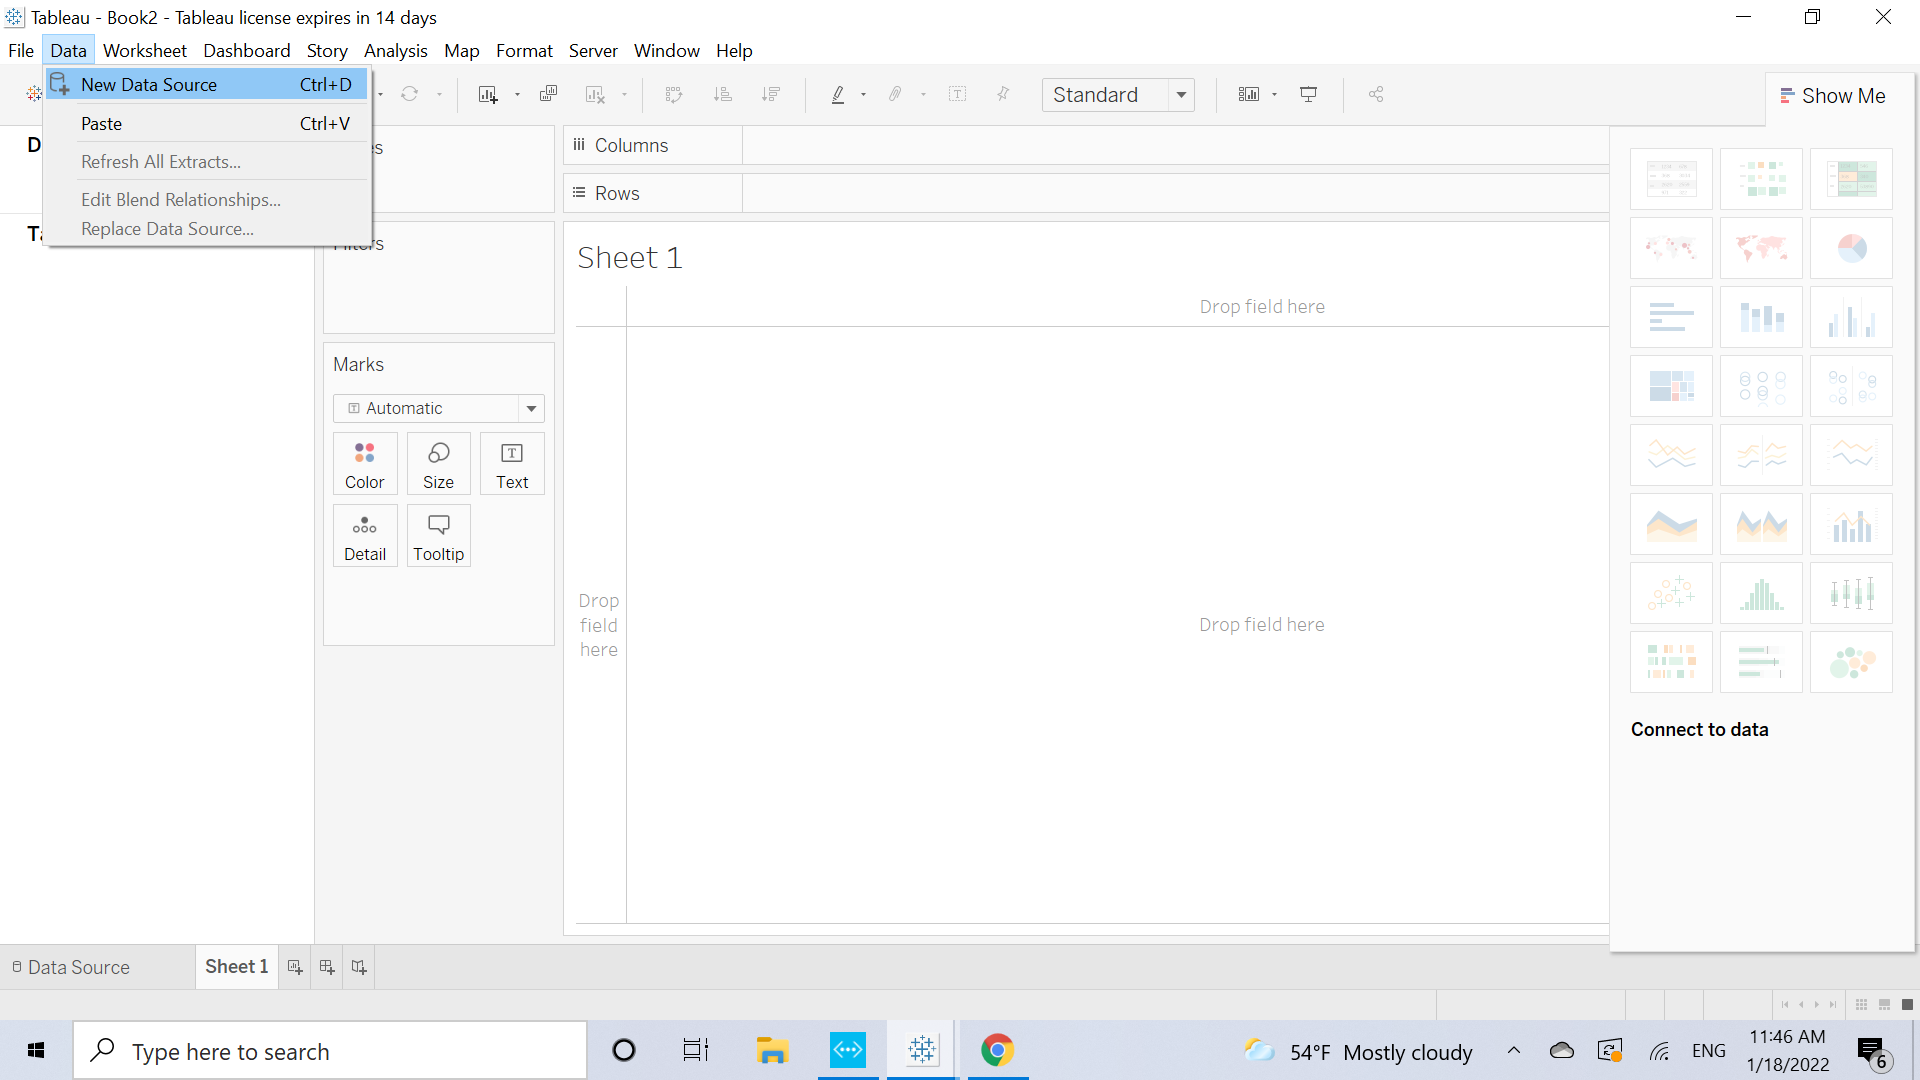 Tableau - Book2 - Tableau license expires in 14 days
File Data Worksheet Dashboard Story Analysis Map Format Server Window Help
New Data Source Ctrl+D
Paste Ctrl+V
Refresh All Extracts...
Edit Blend Relationships...
Replace Data Source...
Standard
Show Me
Columns
Rows
Sheet 1
Drop field here
Marks
Automatic
Color Size Text
Detail Tooltip
Drop
field
here
Drop field here
Connect to data
Data Source Sheet 1
Type here to search
54°F Mostly cloudy
ENG
11:46 AM
1/18/2022
6